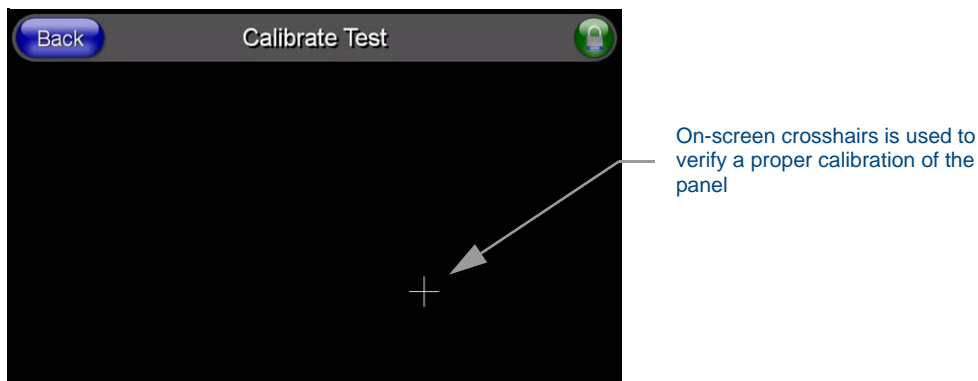 Back
Calibrate Test
On-screen crosshairs is used to
verify a proper calibration of the
panel